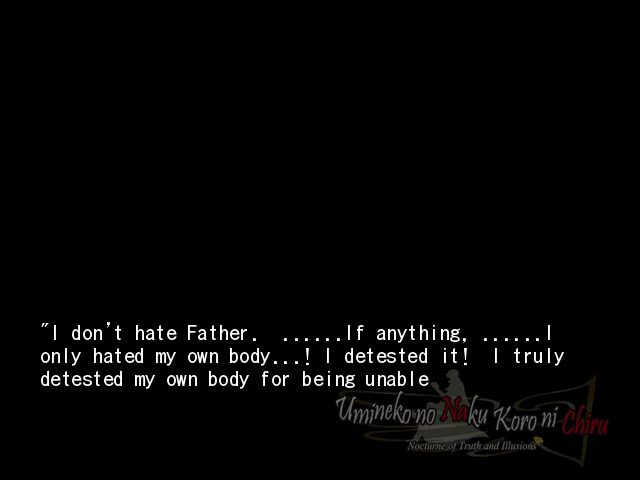 "I don't hate Father.  ......If anything, ......I
only hated my own body...! I detested it!  I truly
detested my own body for being unable
Umineko no Naku Koro ni Chiru
Nocturne of Truth and Illusions